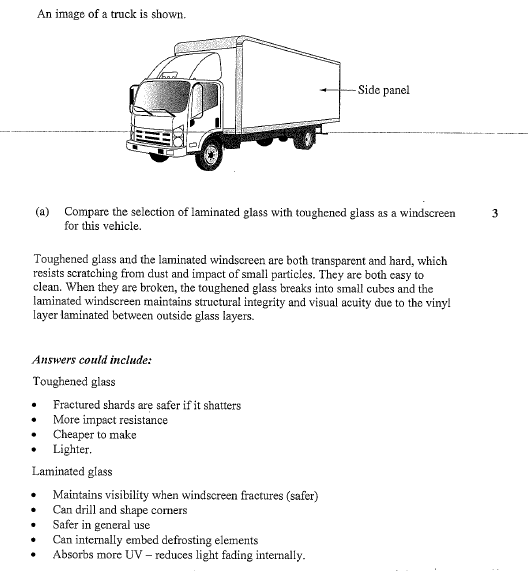 An image of a truck is shown.
Side panel
(a) Compare the selection of laminated glass with toughened glass as a windscreen 3
for this vehicle.
Toughened glass and the laminated windscreen are both transparent and hard, which
resists scratching from dust and impact of small particles. They are both easy to
clean. When they are broken, the toughened glass breaks into small cubes and the
laminated windscreen maintains structural integrity and visual acuity due to the vinyl
layer laminated between outside glass layers.
Answers could include:
Toughened glass
• Fractured shards are safer if it shatters
• More impact resistance
• Cheaper to make
• Lighter.
Laminated glass
• Maintains visibility when windscreen fractures (safer)
• Can drill and shape corners
• Safer in general use
• Can internally embed defrosting elements
• Absorbs more UV – reduces light fading internally.